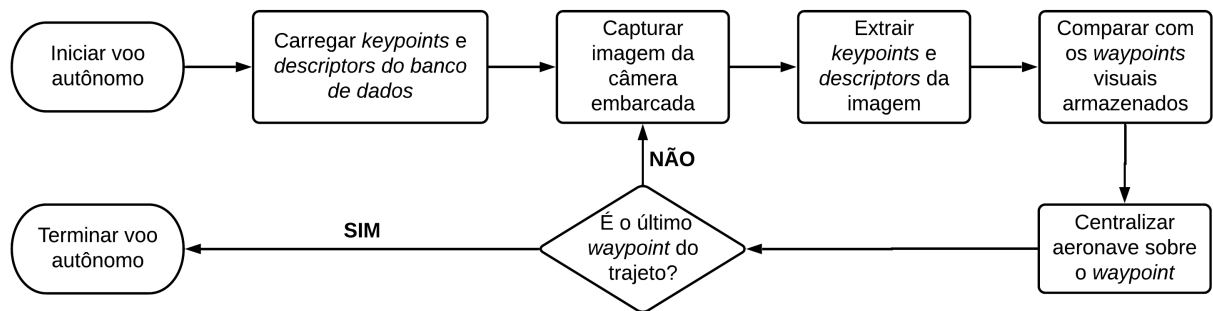 Iniciar voo
autônomo
Carregar keypoints e
descriptors do banco
de dados
Capturar
imagem da
câmera
embarcada
Extrair
keypoints e
descriptors da
imagem
Comparar com
os waypoints
visuais
armazenados
Centralizar
aeronave sobre
o waypoint
É o último
waypoint do
trajeto?
NÃO
SIM
Terminar voo
autônomo